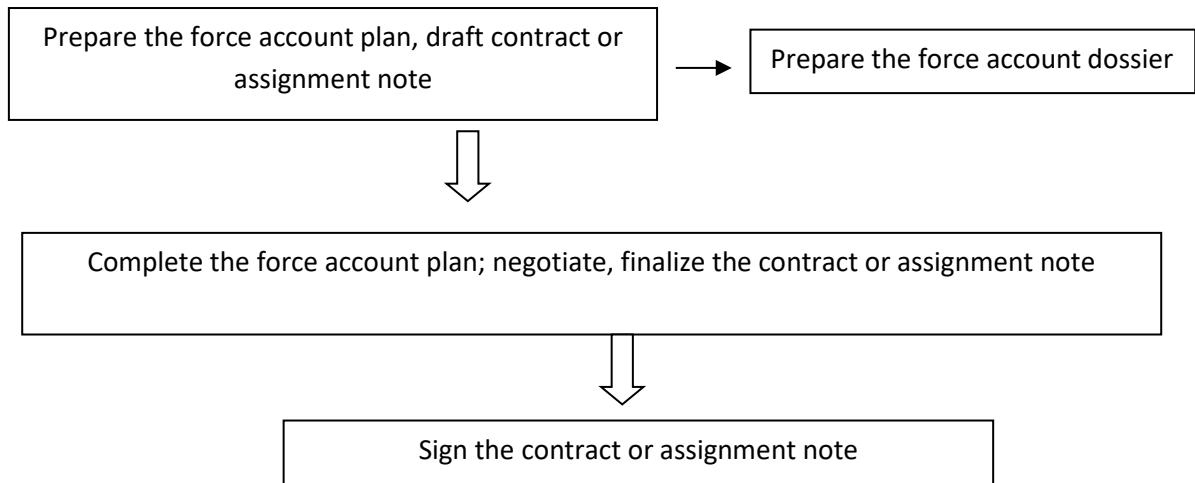 Prepare the force account plan, draft contract or
assignment note
Prepare the force account dossier
Complete the force account plan; negotiate, finalize the contract or assignment note
Sign the contract or assignment note